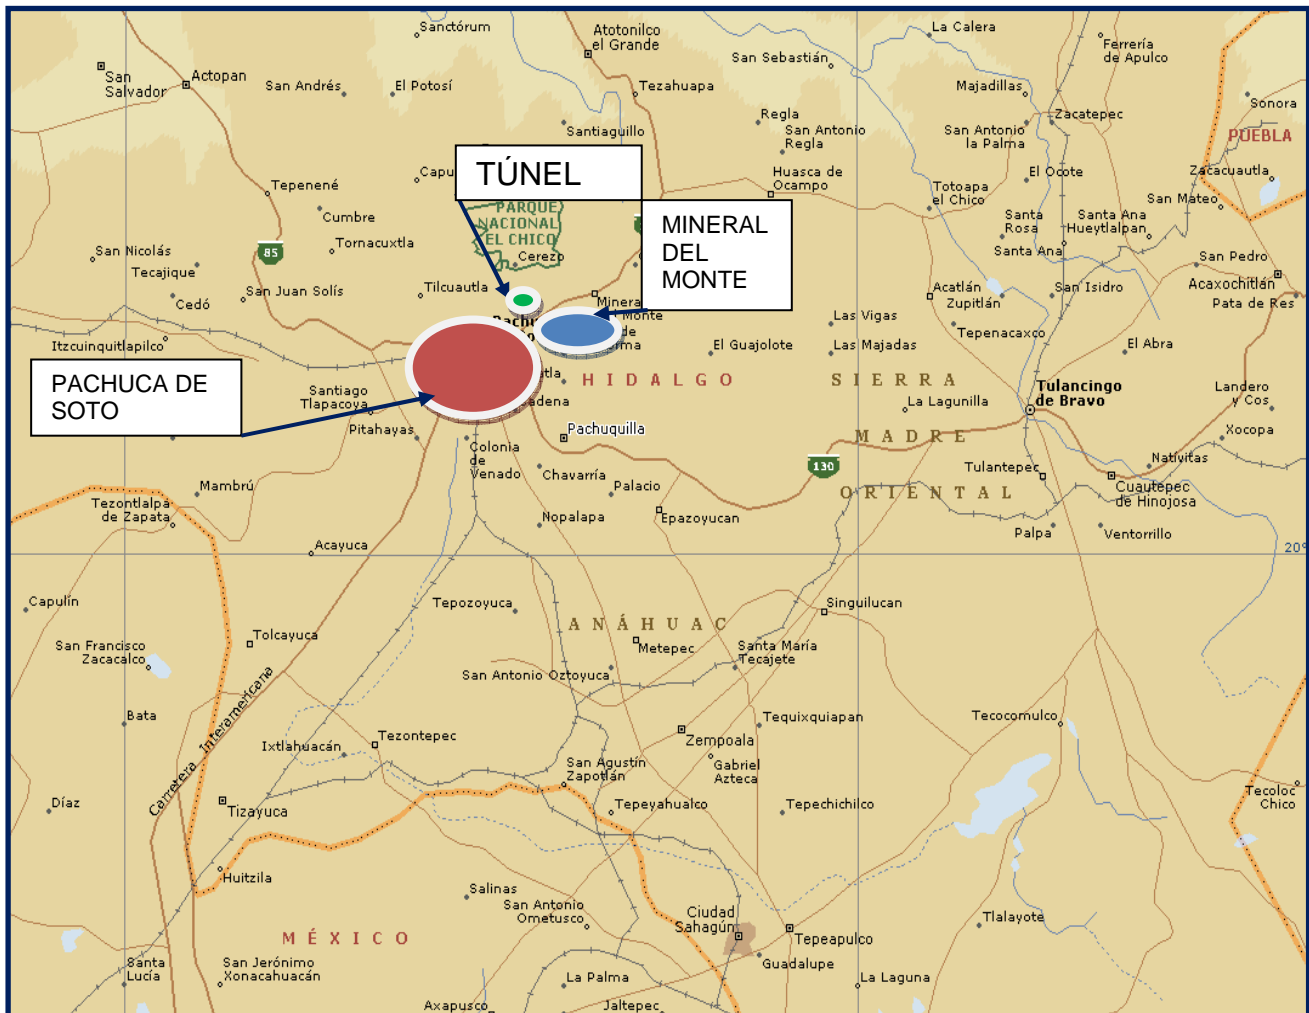 Sanctórum
Atotonilco
el Grande
La Calera
Ferrería
de Apulco
San
Salvador
Actopan
San Andrés
El Potosí
San Sebastián
Tezahuapa
Majadillas
Sonora
Regla
Zacatepec
Santiaguillo
San Antonio
Regla
San Antonio
la Palma
PUEBLA
TÚNEL
Capu
Huasca de
Ocampo
El Ocote
Zacacuautla
Tepenené
Totoapa
el Chico
San Mateo
Cumbre
PARQUE
NACIONAL
EL CHICO
MINERAL
DEL
MONTE
Santa
Rosa
Santa Ana
Hueytlalpan
Tornacuxtla
San Nicolás
85
Cerezo
Santa Ana
San Pedro
Tecajique
Cedó
San Juan Solís
Tilcuautla
Minera
Monte
Acatlán
Zupitlán
San Isidro
Acaxochitlán
Pata de Res
Pachu
Las Vigas
Tepenacaxco
Itzcuinquitlapilco
de
El Guajolote
Las Majadas
El Abra
PACHUCA DE
SOTO
Santiago
Tlapacoya
HIDALGO
SIERRA
Tulancingo
de Bravo
Landero
y Cos
La Lagunilla
Pitahayas
Pachuquilla
MADRE
Xocopa
Colonia
de
Venado
Chavarría
130
Tulantepec
Nativitas
Mambrú
Palacio
ORIENTAL
Cuautepec
de Hinojosa
Tezontlalpa
de Zapata
Nopalapa
Epazoyucan
Palpa
Ventorrillo
Acayuca
20°
Capulín
Tepozoyuca
Singuilucan
ANÁHUAC
Tolcayuca
Metepec
San Francisco
Zacacalco
Santa María
Tecajete
San Antonio Oztoyuca
Carretera Interamericana
Bata
Tequixquiapan
Tecocomulco
Ixtlahuacán
Tezontepec
Zempoala
San Agustín
Zapotlán
Gabriel
Azteca
Díaz
Tizayuca
Tepeyahualco
Tepechichilco
Tecoloc
Chico
Huitzila
Salinas
San Antonio
Ometusco
Ciudad
Sahagún
Tlalayote
MÉXICO
Tepeapulco
Santa
Lucía
San Jerónimo
Xonacahuacán
Guadalupe
La Palma
La Laguna
Axapusco
Jaltepec